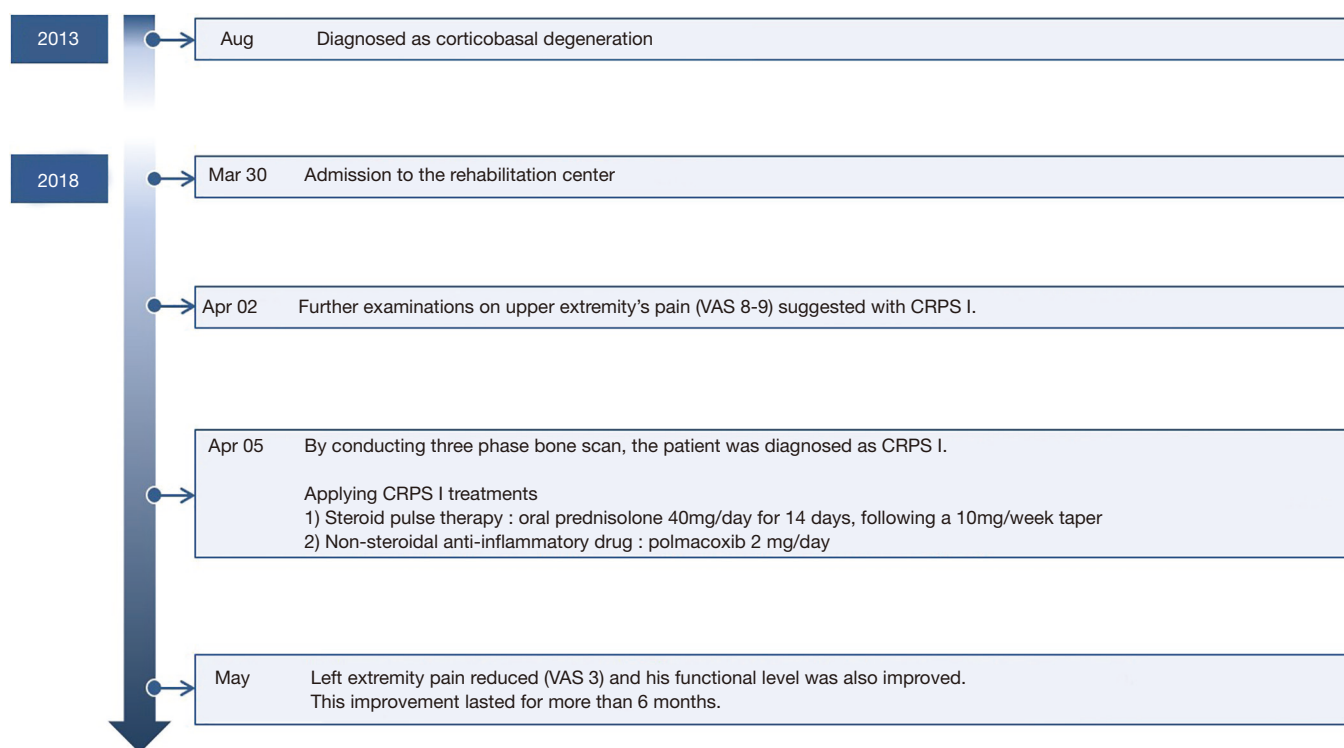 2013
Aug Diagnosed as corticobasal degeneration
2018
Mar 30 Admission to the rehabilitation center
Apr 02 Further examinations on upper extremity's pain (VAS 8-9) suggested with CRPS I.
Apr 05 By conducting three phase bone scan, the patient was diagnosed as CRPS I.
Applying CRPS I treatments
1) Steroid pulse therapy : oral prednisolone 40mg/day for 14 days, following a 10mg/week taper
2) Non-steroidal anti-inflammatory drug : polmacoxib 2 mg/day
May Left extremity pain reduced (VAS 3) and his functional level was also improved.
This improvement lasted for more than 6 months.